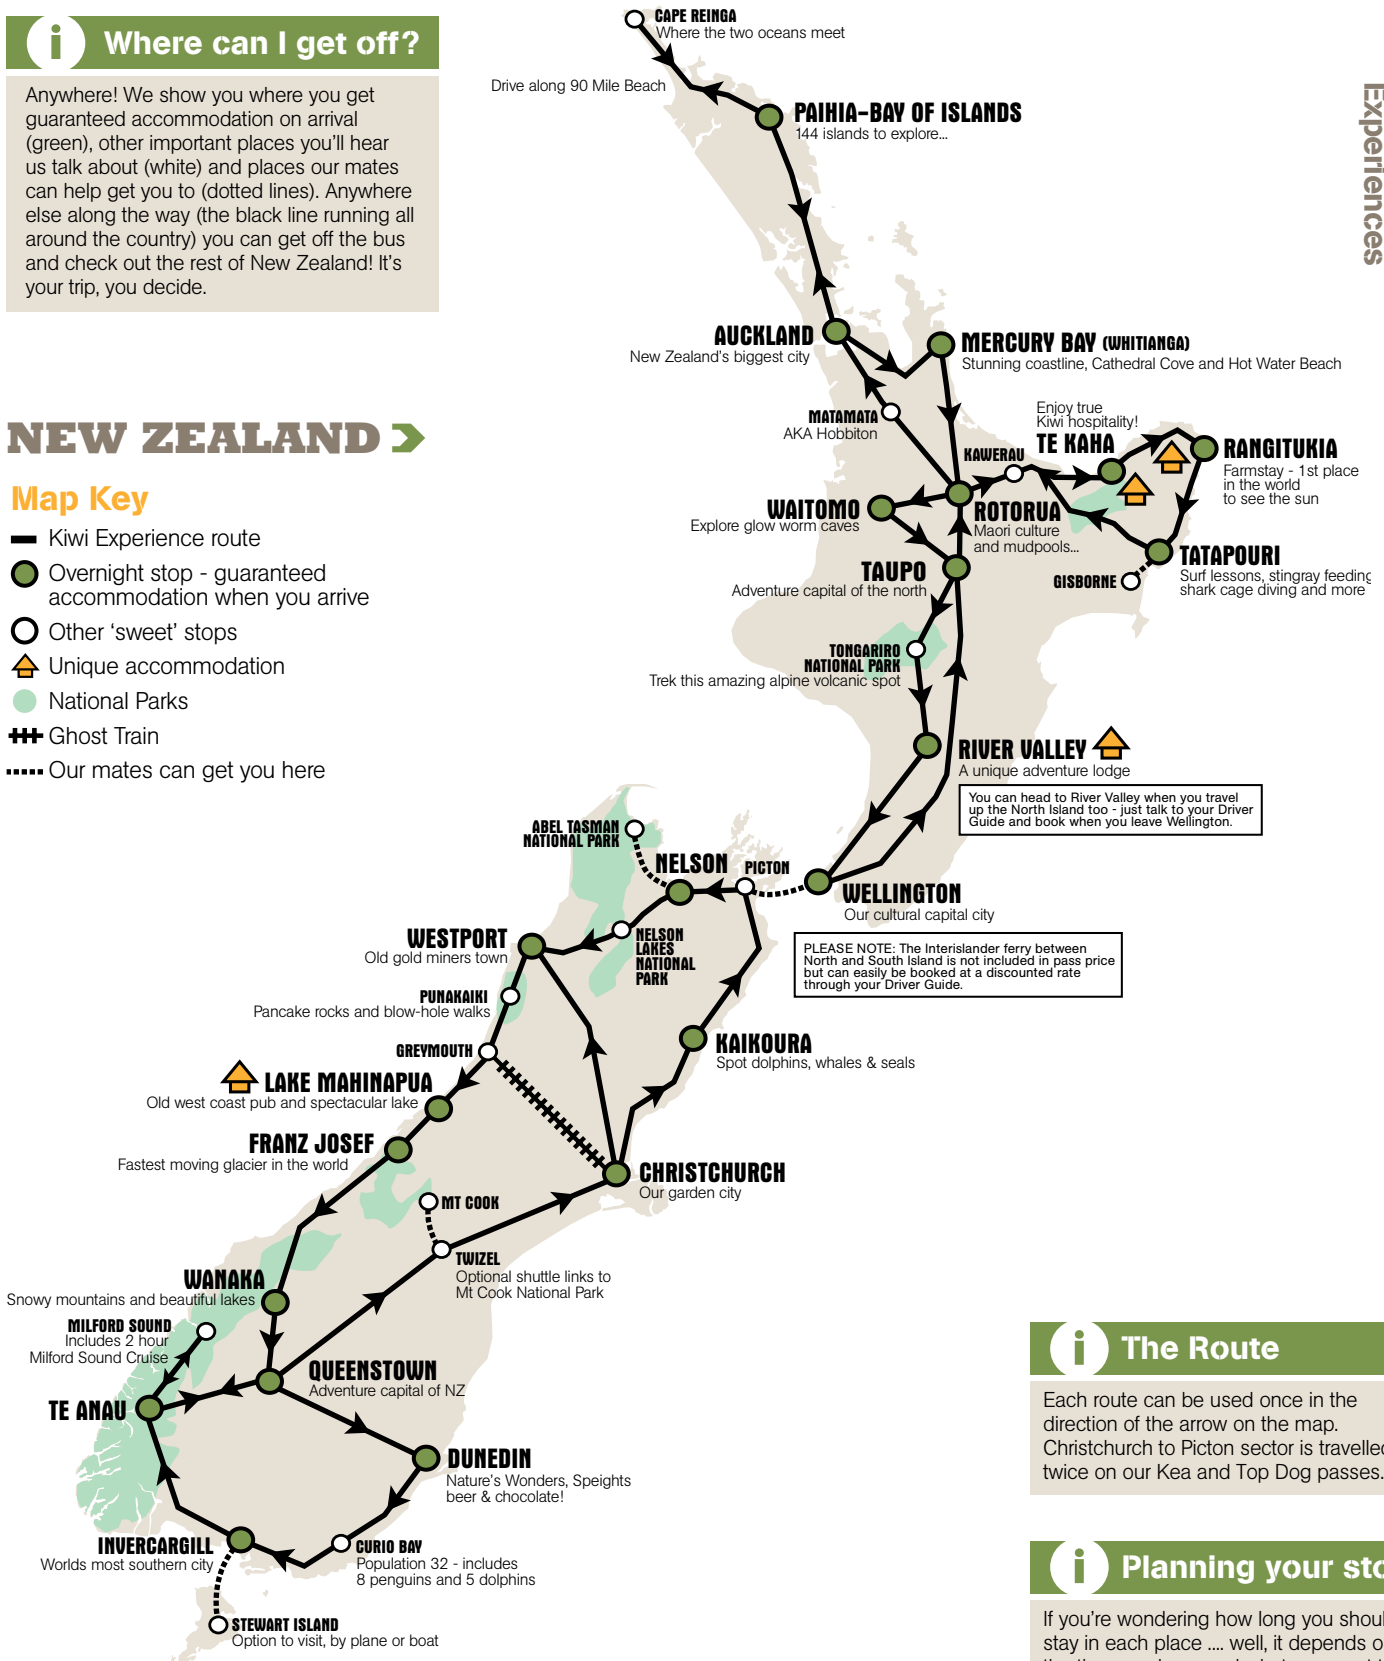 Where can I get off?
Anywhere! We show you where you get
guaranteed accommodation on arrival
(green), other important places you'll hear
us talk about (white) and places our mates
can help get you to (dotted lines). Anywhere
else along the way (the black line running all
around the country) you can get off the bus
and check out the rest of New Zealand! It's
your trip, you decide.
NEW ZEALAND
Map Key
Kiwi Experience route
Overnight stop - guaranteed
accommodation when you arrive
Other 'sweet' stops
Unique accommodation
National Parks
Ghost Train
Our mates can get you here
Experiences
CAPE REINGA
Where the two oceans meet
Drive along 90 Mile Beach
PAIHIA-BAY OF ISLANDS
144 islands to explore...
AUCKLAND
New Zealand's biggest city
MERCURY BAY (WHITIANGA)
Stunning coastline, Cathedral Cove and Hot Water Beach
MATAMATA
AKA Hobbiton
Enjoy true
Kiwi hospitality!
TE KAHA
KAWERAU
RANGITUKIA
Farmstay - 1st place
in the world
to see the sun
WAITOMO
Explore glow worm caves
ROTORUA
Maori culture
and mudpools...
TATAPOURI
Surf lessons, stingray feeding
shark cage diving and more
GISBORNE
TAUPO
Adventure capital of the north
TONGARIRO
NATIONAL PARK
Trek this amazing alpine volcanic spot
RIVER VALLEY
A unique adventure lodge
You can head to River Valley when you travel
up the North Island too - just talk to your Driver
Guide and book when you leave Wellington.
ABEL TASMAN
NATIONAL PARK
NELSON
PICTON
WELLINGTON
Our cultural capital city
PLEASE NOTE: The Interislander ferry between
North and South Island is not included in pass price
but can easily be booked at a discounted rate
through your Driver Guide.
NELSON
LAKES
NATIONAL
PARK
WESTPORT
Old gold miners town
PUNAKAIKI
Pancake rocks and blow-hole walks
GREYMOUTH
KAIKOURA
Spot dolphins, whales & seals
LAKE MAHINAPUA
Old west coast pub and spectacular lake
FRANZ JOSEF
Fastest moving glacier in the world
CHRISTCHURCH
Our garden city
MT COOK
TWIZEL
Optional shuttle links to
Mt Cook National Park
WANAKA
Snowy mountains and beautiful lakes
MILFORD SOUND
Includes 2 hour
Milford Sound Cruise
QUEENSTOWN
Adventure capital of NZ
TE ANAU
DUNEDIN
Nature's Wonders, Speights
beer & chocolate!
INVERCARGILL
Worlds most southern city
CURIO BAY
Population 32 - includes
8 penguins and 5 dolphins
STEWART ISLAND
Option to visit, by plane or boat
The Route
Each route can be used once in the
direction of the arrow on the map.
Christchurch to Picton sector is travelled
twice on our Kea and Top Dog passes.
Planning your
If you're wondering how long you should
stay in each place .... well, it depends